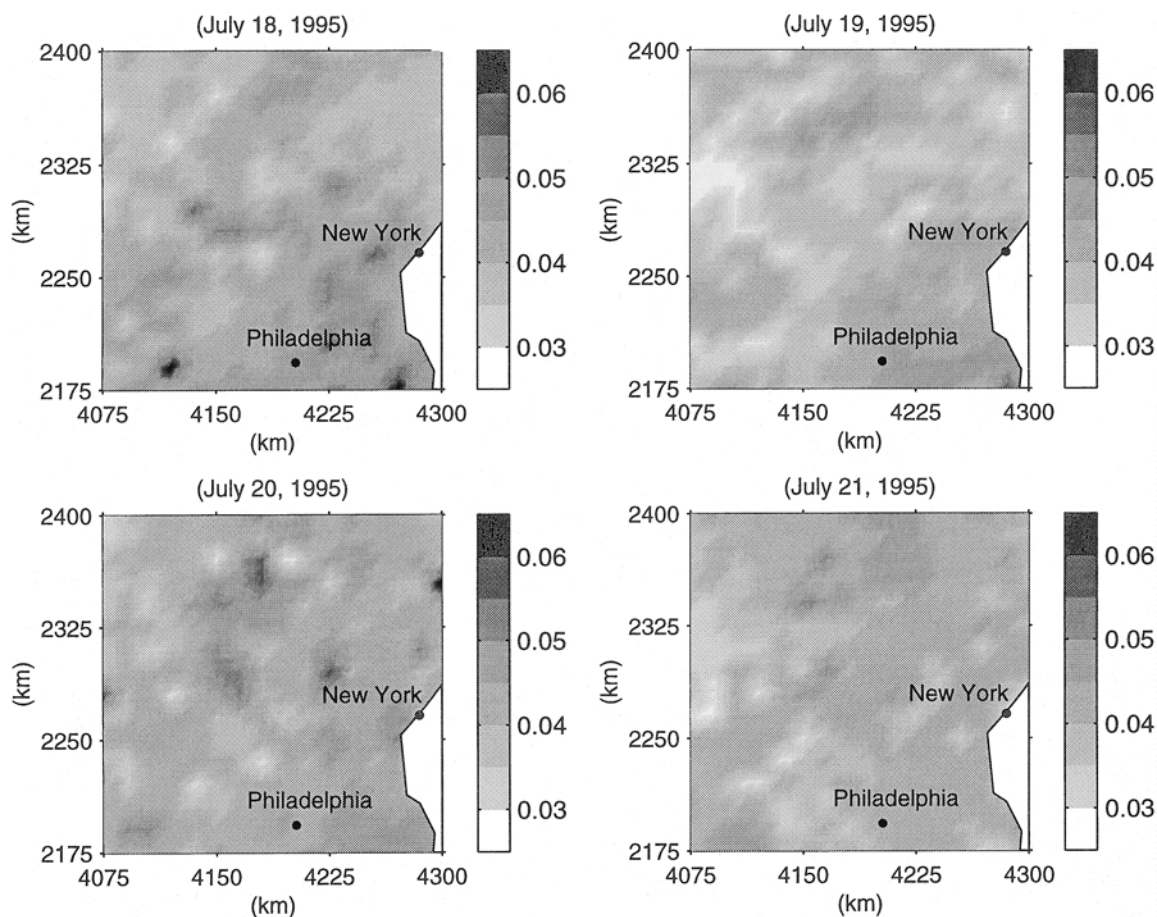 (July 18, 1995)
2400
2325
2250
2175
(km)
New York
Philadelphia
4075 4150 4225 4300
(km)
0.06
0.05
0.04
0.03
(July 19, 1995)
2400
2325
2250
2175
(km)
New York
Philadelphia
4075 4150 4225 4300
(km)
0.06
0.05
0.04
0.03
(July 20, 1995)
2400
2325
2250
2175
(km)
New York
Philadelphia
4075 4150 4225 4300
(km)
0.06
0.05
0.04
0.03
(July 21, 1995)
2400
2325
2250
2175
(km)
New York
Philadelphia
4075 4150 4225 4300
(km)
0.06
0.05
0.04
0.03